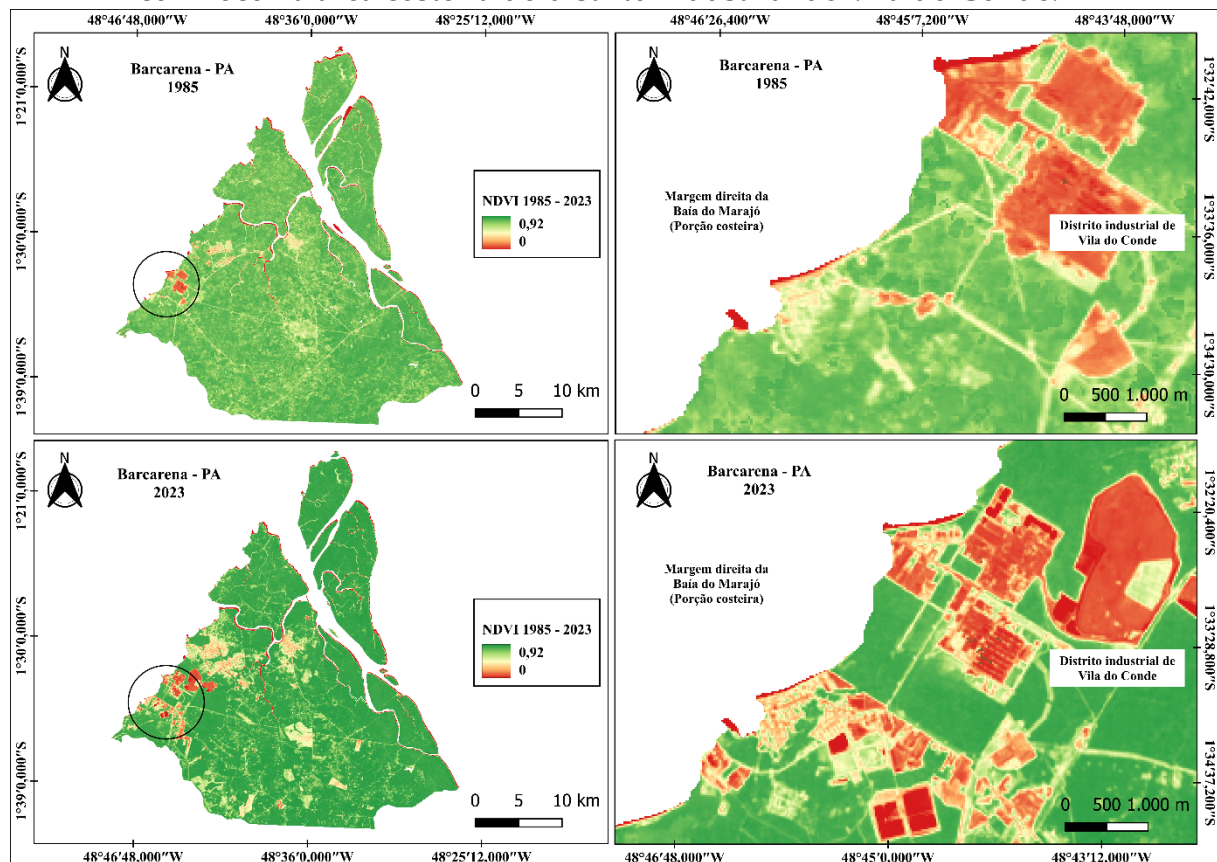 48°46′48,000″W 48°36′0,000″W 48°25′12,000″W 48°46′26,400″W 48°45′7,200″W 48°43′48,000″W
N
Barcarena - PA
1985
1°21′0,000″S
1°30′0,000″S
1°39′0,000″S
NDVI 1985 - 2023
0,92
0
0 5 10 km
N
Barcarena - PA
1985
Margem direita da
Baía do Marajó
(Porção costeira)
Distrito industrial de
Vila do Conde
0 500 1.000 m
1°32′42,000″S
1°33′36,000″S
1°34′30,000″S
N
Barcarena - PA
2023
1°21′0,000″S
1°30′0,000″S
1°39′0,000″S
NDVI 1985 - 2023
0,92
0
0 5 10 km
N
Barcarena - PA
2023
Margem direita da
Baía do Marajó
(Porção costeira)
Distrito industrial de
Vila do Conde
0 500 1.000 m
1°32′20,400″S
1°33′28,800″S
1°34′37,200″S
48°46′48,000″W 48°36′0,000″W 48°25′12,000″W 48°46′48,000″W 48°45′0,000″W 48°43′12,000″W